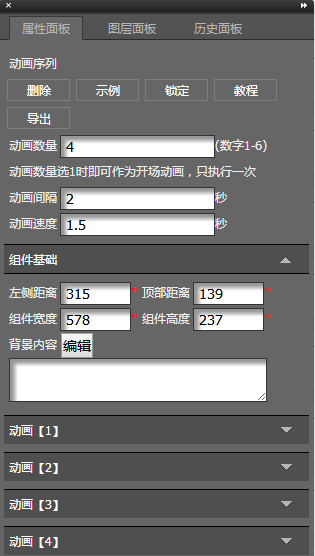 属性面板 图层面板 历史面板
动画序列
删除 示例 锁定 教程
导出
动画数量 4 (数字1-6)
动画数量选1时即可作为开场动画，只执行一次
动画间隔 2 秒
动画速度 1.5 秒
组件基础
左侧距离 315 * 顶部距离 139 *
组件宽度 578 * 组件高度 237 *
背景内容 编辑
动画【1】
动画【2】
动画【3】
动画【4】